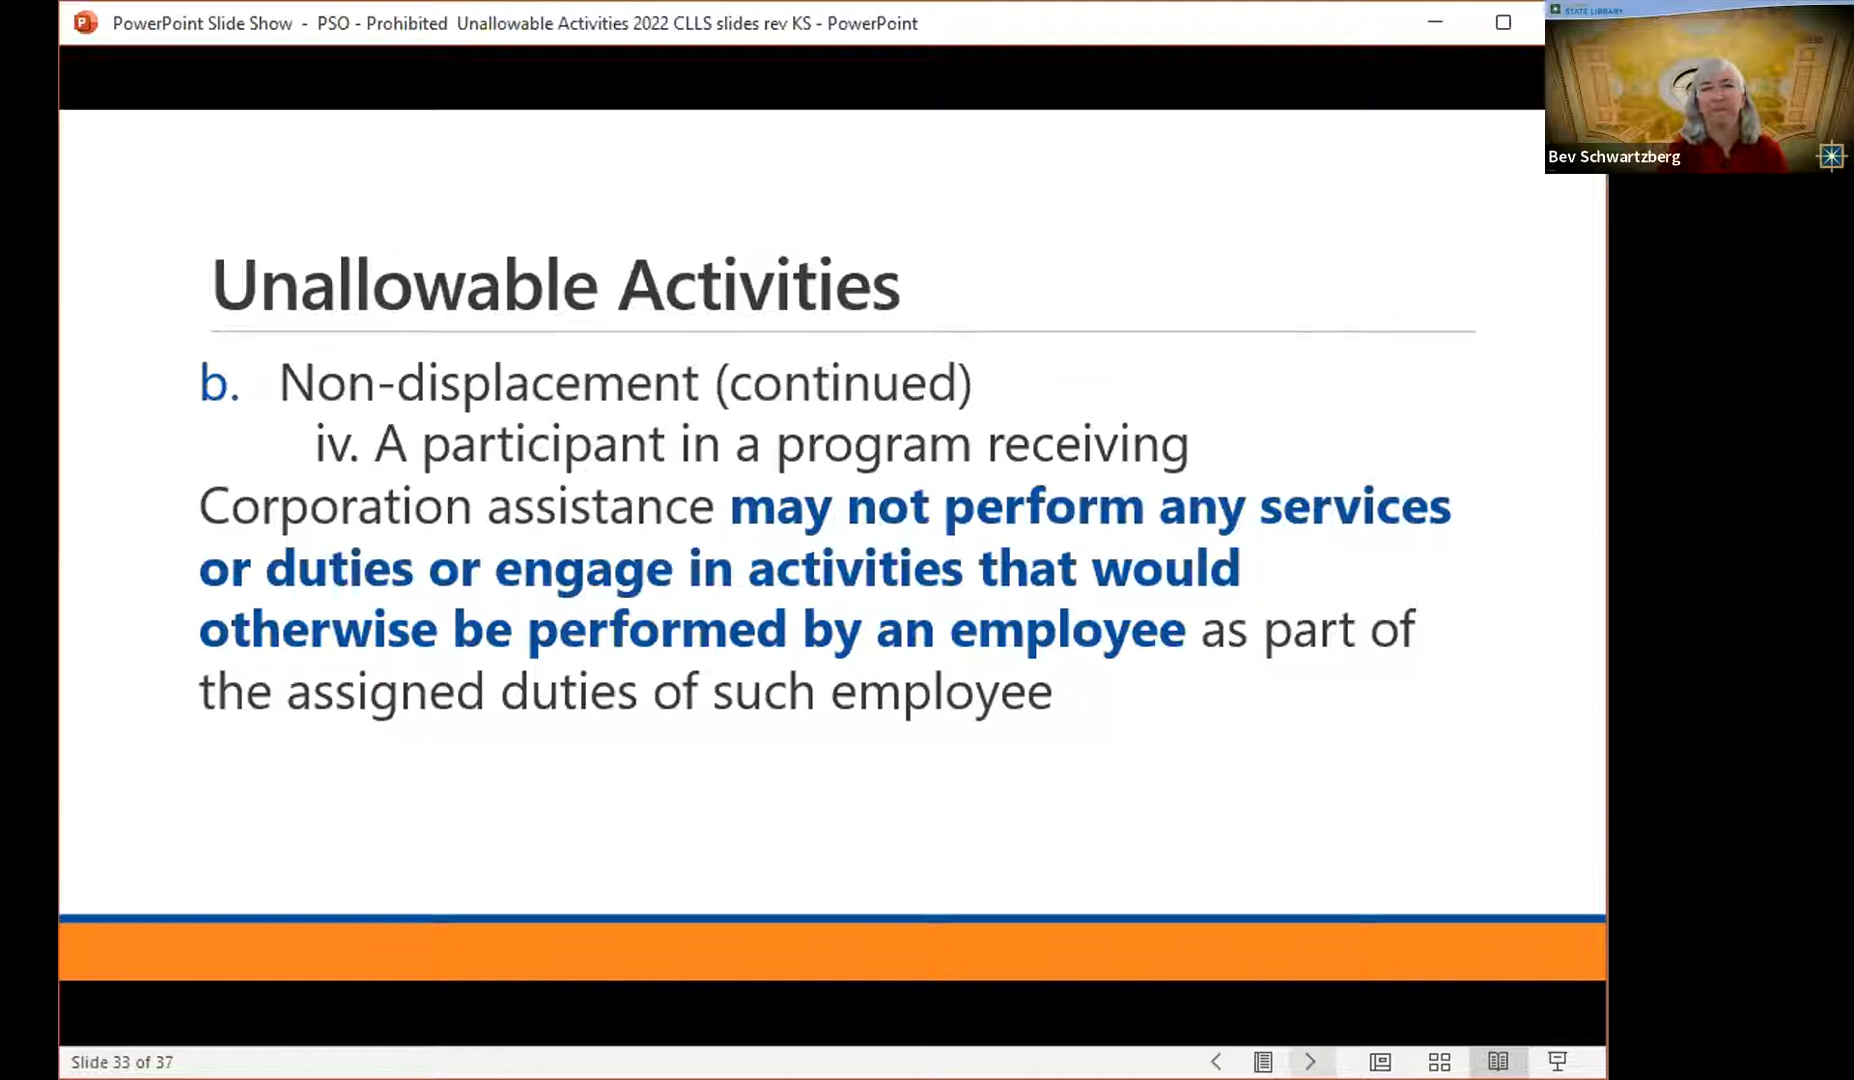 PowerPoint Slide Show - PSO - Prohibited Unallowable Activities 2022 CLLS slides rev KS - PowerPoint
STATE LIBRARY
Bev Schwartzberg
Unallowable Activities
b. Non-displacement (continued)
iv. A participant in a program receiving
Corporation assistance may not perform any services
or duties or engage in activities that would
otherwise be performed by an employee as part of
the assigned duties of such employee
Slide 33 of 37